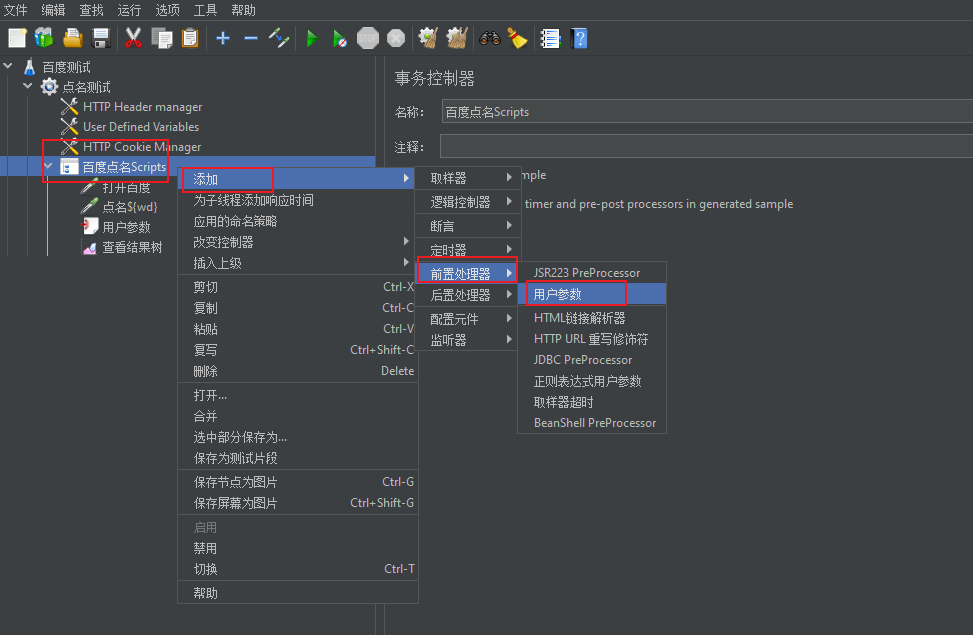 文件 编辑 查找 运行 选项 工具 帮助
百度测试
点名测试
HTTP Header manager
User Defined Variables
HTTP Cookie Manager
百度点名Scripts
打开百度
点名${wd}
用户参数
查看结果树
事务控制器
名称: 百度点名Scripts
注释:
mple
timer and pre-post processors in generated sample
添加
为子线程添加响应时间
应用的命名策略
改变控制器
插入上级
剪切 Ctrl-X
复制 Ctrl-C
粘贴 Ctrl-V
复写 Ctrl+Shift-C
删除 Delete
打开...
合并
选中部分保存为...
保存为测试片段
保存节点为图片 Ctrl-G
保存屏幕为图片 Ctrl+Shift-G
启用
禁用
切换 Ctrl-T
帮助
取样器
逻辑控制器
断言
定时器
前置处理器
后置处理器
配置元件
监听器
JSR223 PreProcessor
用户参数
HTML链接解析器
HTTP URL 重写修饰符
JDBC PreProcessor
正则表达式用户参数
取样器超时
BeanShell PreProcessor